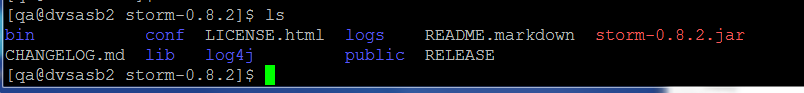 [qa@dvsasb2 storm-0.8.2]$ ls
bin conf LICENSE.html logs README.markdown storm-0.8.2.jar
CHANGELOG.md lib log4j public RELEASE
[qa@dvsasb2 storm-0.8.2]$